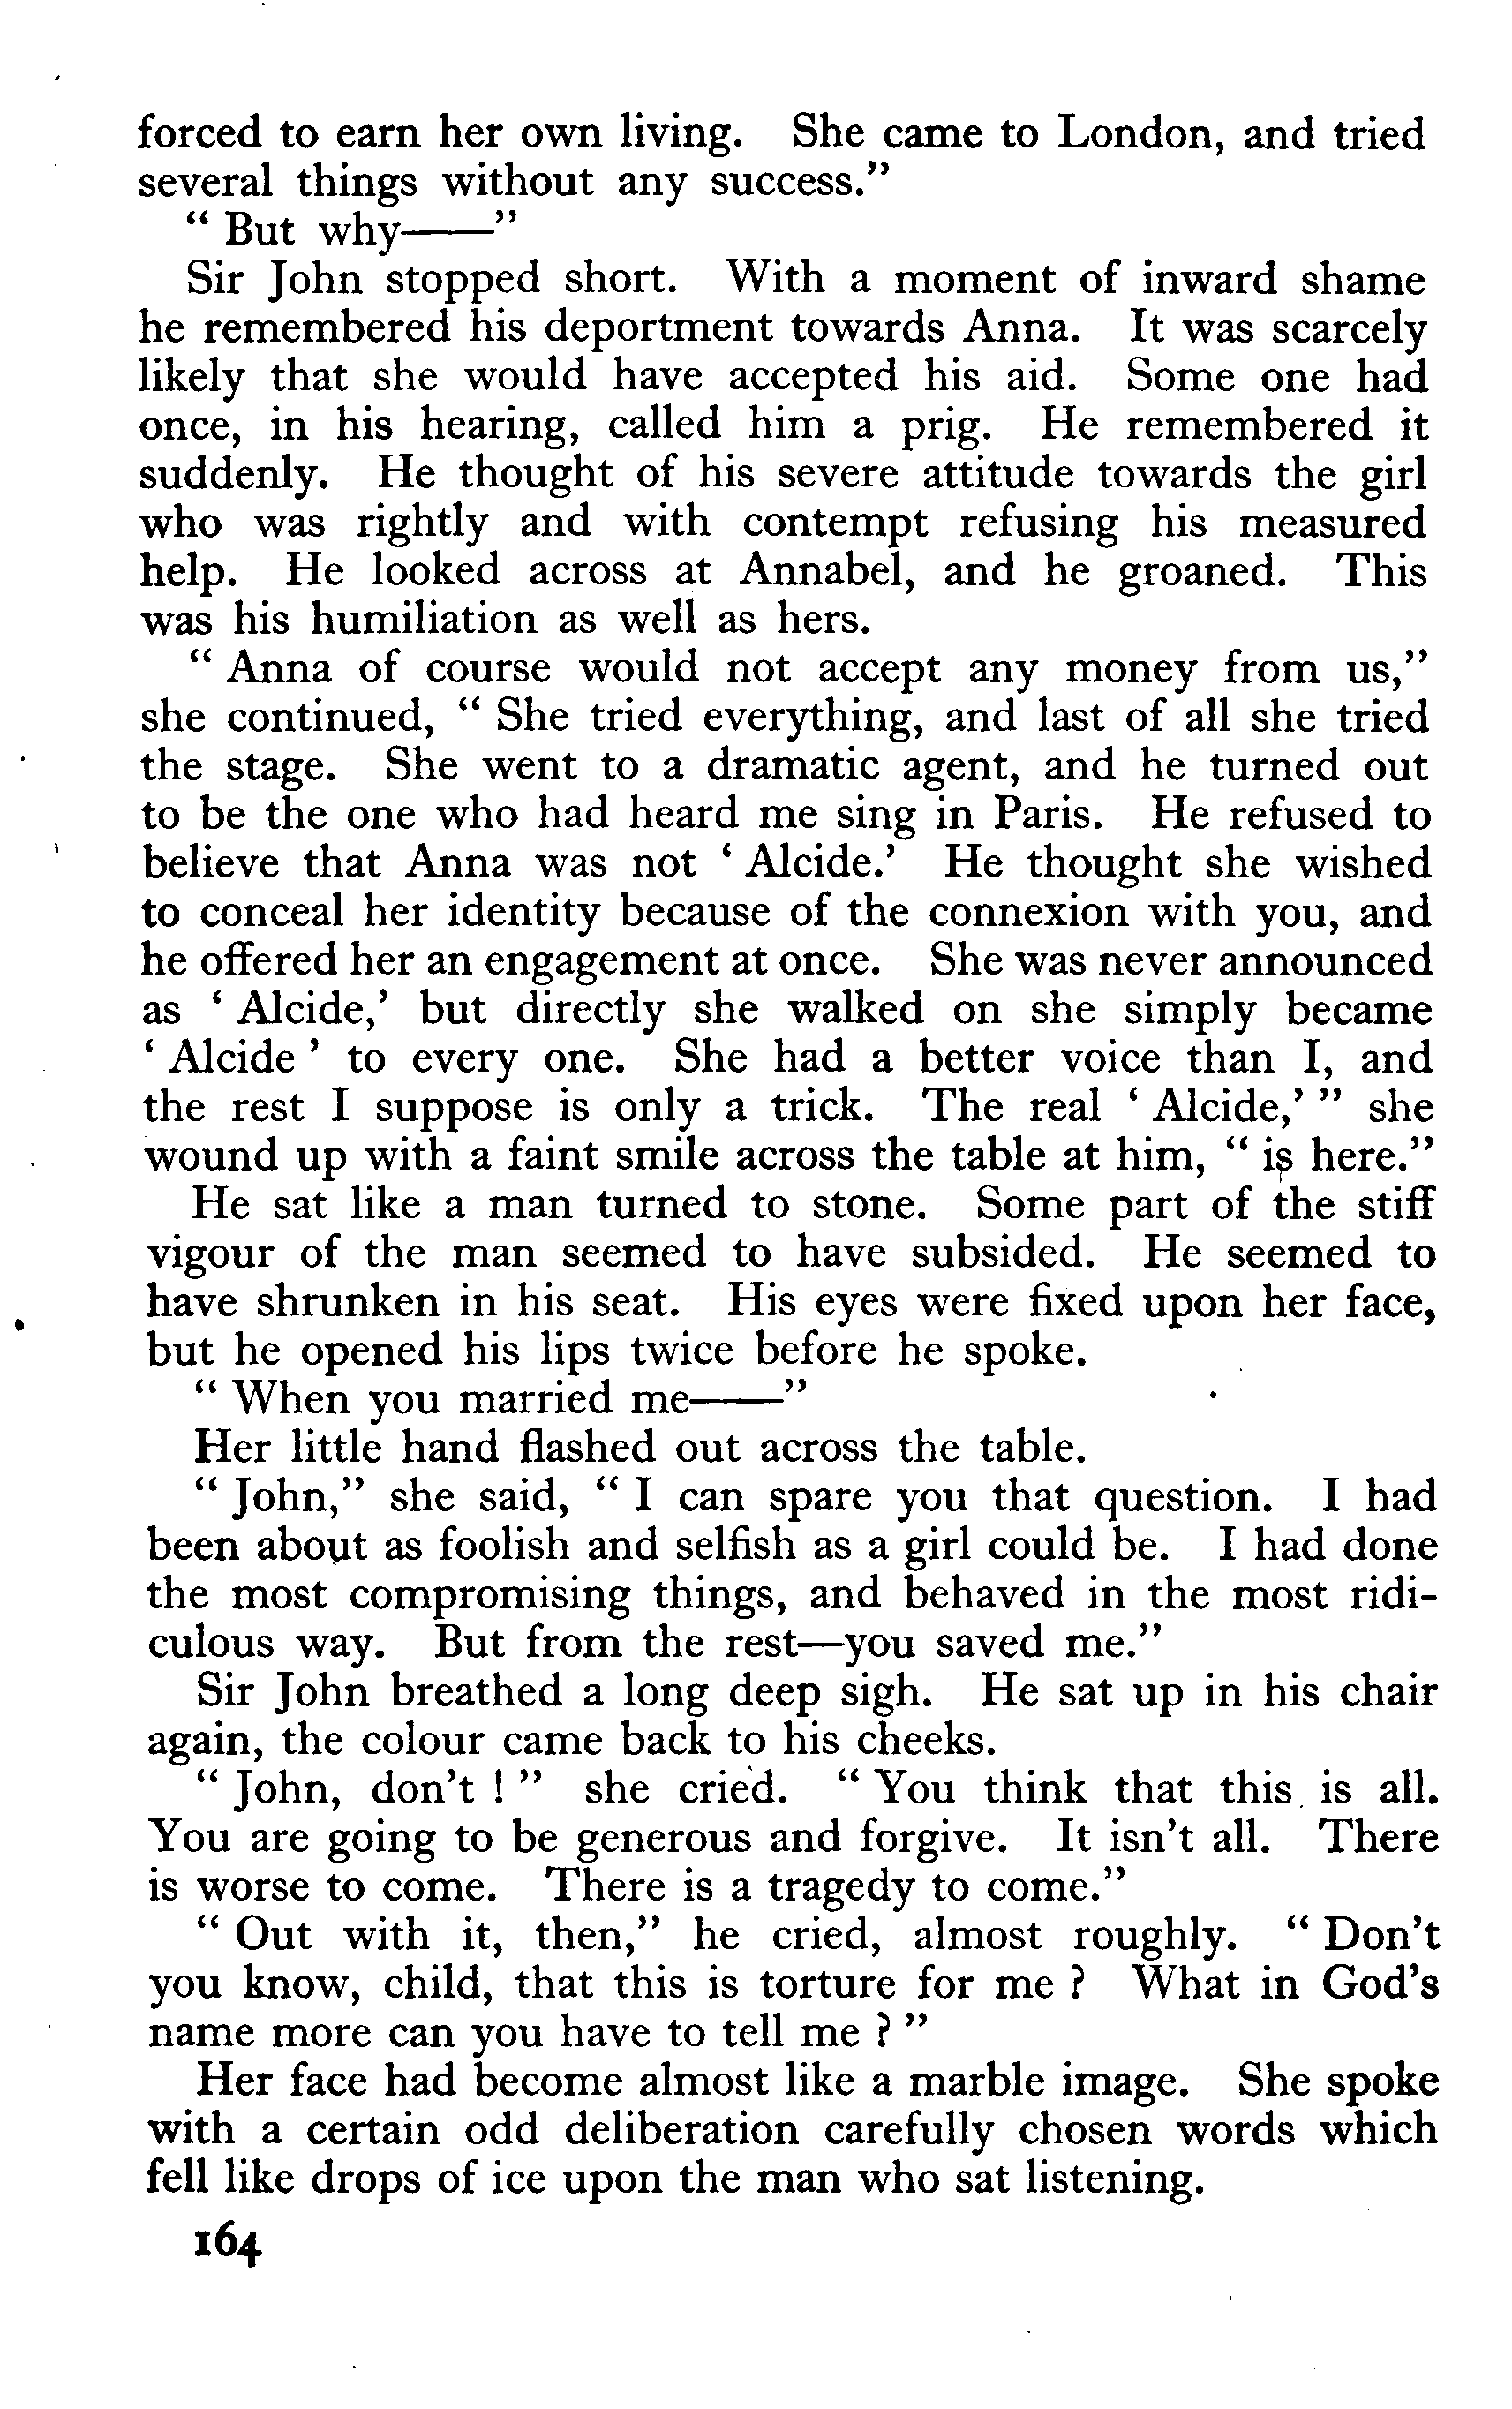 forced to earn her own living. She came to London, and tried
several things without any success."
" But why——"
Sir John stopped short. With a moment of inward shame
he remembered his deportment towards Anna. It was scarcely
likely that she would have accepted his aid. Some one had
once, in his hearing, called him a prig. He remembered it
suddenly. He thought of his severe attitude towards the girl
who was rightly and with contempt refusing his measured
help. He looked across at Annabel, and he groaned. This
was his humiliation as well as hers.
" Anna of course would not accept any money from us,"
she continued, " She tried everything, and last of all she tried
the stage. She went to a dramatic agent, and he turned out
to be the one who had heard me sing in Paris. He refused to
believe that Anna was not ‘ Alcide.’ He thought she wished
to conceal her identity because of the connexion with you, and
he offered her an engagement at once. She was never announced
as ‘ Alcide,’ but directly she walked on she simply became
‘ Alcide ’ to every one. She had a better voice than I, and
the rest I suppose is only a trick. The real ‘ Alcide,’ " she
wound up with a faint smile across the table at him, " is here."
He sat like a man turned to stone. Some part of the stiff
vigour of the man seemed to have subsided. He seemed to
have shrunken in his seat. His eyes were fixed upon her face,
but he opened his lips twice before he spoke.
" When you married me——"
Her little hand flashed out across the table.
" John," she said, " I can spare you that question. I had
been about as foolish and selfish as a girl could be. I had done
the most compromising things, and behaved in the most ridi-
culous way. But from the rest—you saved me."
Sir John breathed a long deep sigh. He sat up in his chair
again, the colour came back to his cheeks.
" John, don't ! " she cried. " You think that this is all.
You are going to be generous and forgive. It isn't all. There
is worse to come. There is a tragedy to come."
" Out with it, then," he cried, almost roughly. " Don't
you know, child, that this is torture for me ? What in God's
name more can you have to tell me ? "
Her face had become almost like a marble image. She spoke
with a certain odd deliberation carefully chosen words which
fell like drops of ice upon the man who sat listening.
164